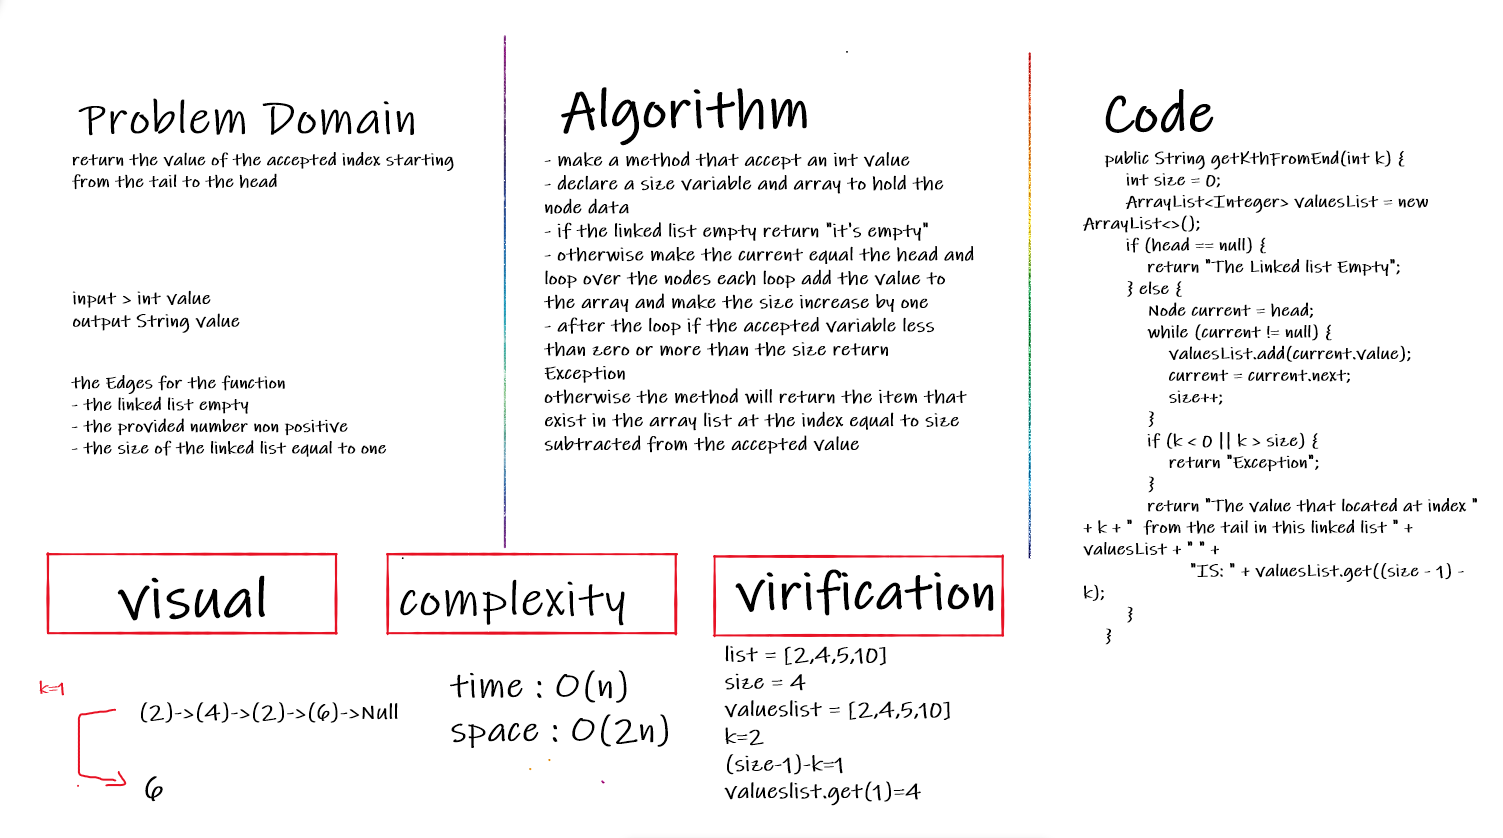 Problem Domain
return the value of the accepted index starting
from the tail to the head
input > int value
output String value
the Edges for the function
- the linked list empty
- the provided number non positive
- the size of the linked list equal to one
Algorithm
- make a method that accept an int value
- declare a size variable and array to hold the
node data
- if the linked list empty return "it's empty"
- otherwise make the current equal the head and
loop over the nodes each loop add the value to
the array and make the size increase by one
- after the loop if the accepted variable less
than zero or more than the size return
Exception
otherwise the method will return the item that
exist in the array list at the index equal to size
subtracted from the accepted value
Code
public String getKthFromEnd(int k) {
int size = 0;
ArrayList<Integer> valuesList = new
ArrayList<>();
if (head == null) {
return "The Linked list Empty";
} else {
Node current = head;
while (current != null) {
valuesList.add(current.value);
current = current.next;
size++;
}
if (k < 0 || k > size) {
return "Exception";
}
return "The value that located at index "
+ k + " from the tail in this linked list " +
valuesList + " " +
"IS: " + valuesList.get((size - 1) -
k);
}
}
visual
k=1
(2)->(4)->(2)->(6)->Null
6
complexity
time : O(n)
space : O(2n)
virification
list = [2,4,5,10]
size = 4
valueslist = [2,4,5,10]
k=2
(size-1)-k=1
valueslist.get(1)=4